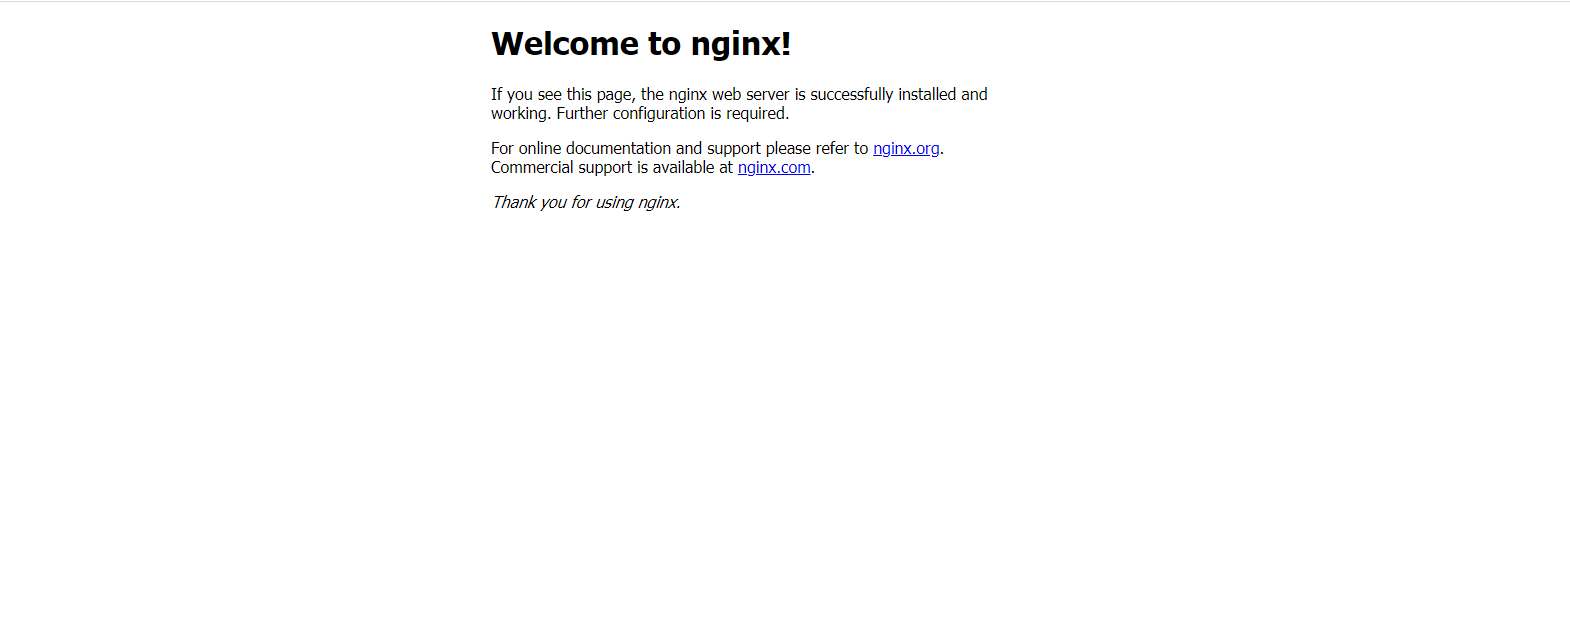 Welcome to nginx!
If you see this page, the nginx web server is successfully installed and
working. Further configuration is required.
For online documentation and support please refer to nginx.org.
Commercial support is available at nginx.com.
Thank you for using nginx.